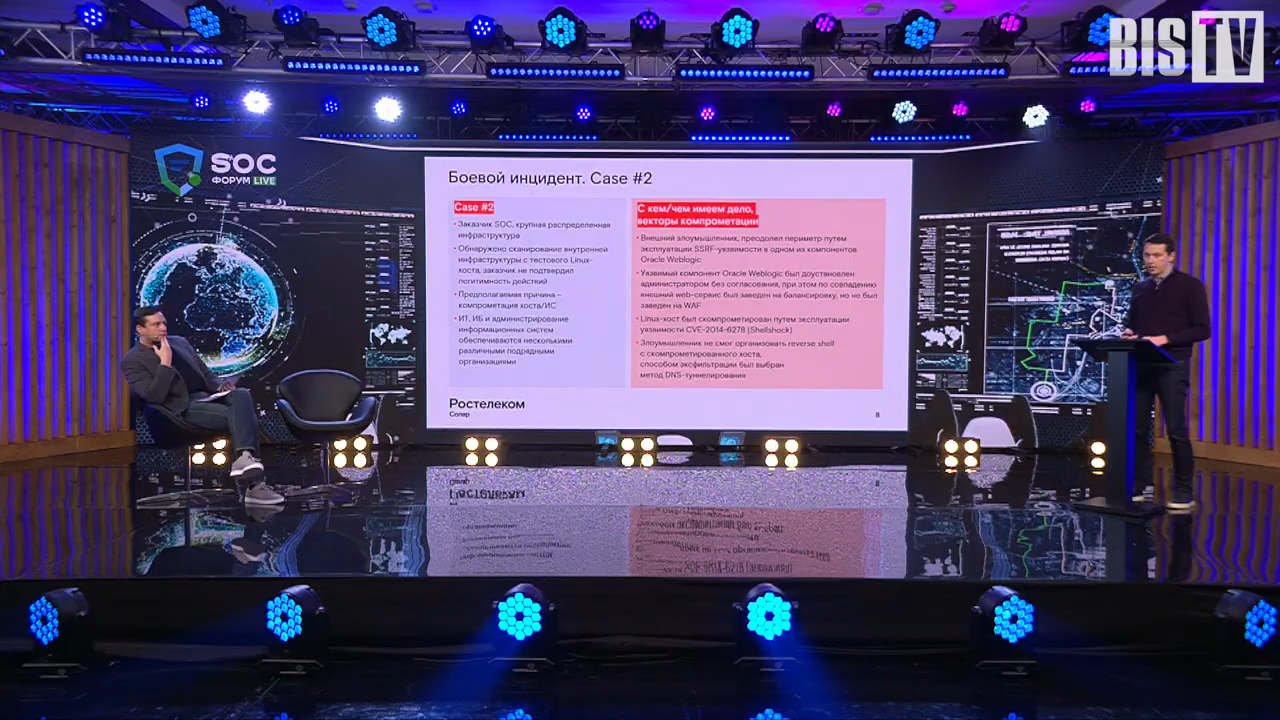 BIS TV
SOC
ФОРУМ LIVE
Боевой инцидент. Case #2
Case #2
• Заказчик SOC, крупная распределенная
инфраструктура
• Обнаружено сканирование внутренней
инфраструктуры с тестового Linux-
хоста, заказчик не подтвердил
легитимность действий
• Предполагаемая причина –
компрометация хоста/ИС
• ИТ, ИБ и администрирование
информационных систем
обеспечиваются несколькими
различными подрядными
организациями
С кем/чем имеем дело,
векторы компрометации
• Внешний злоумышленник, преодолел периметр путем
эксплуатации SSRF-уязвимости в одном из компонентов
Oracle Weblogic.
• Уязвимый компонент Oracle Weblogic был доустановлен
администратором без согласования, при этом по совпадению
внешний web-сервис был заведен на балансировку, но не был
заведен на WAF
• Linux-хост был скомпрометирован путем эксплуатации
уязвимости CVE-2014-6278 (Shellshock)
• Злоумышленник не смог организовать reverse shell
с скомпрометированного хоста,
способом эксфильтрации был выбран
метод DNS-туннелирования
Ростелеком
Солар
8